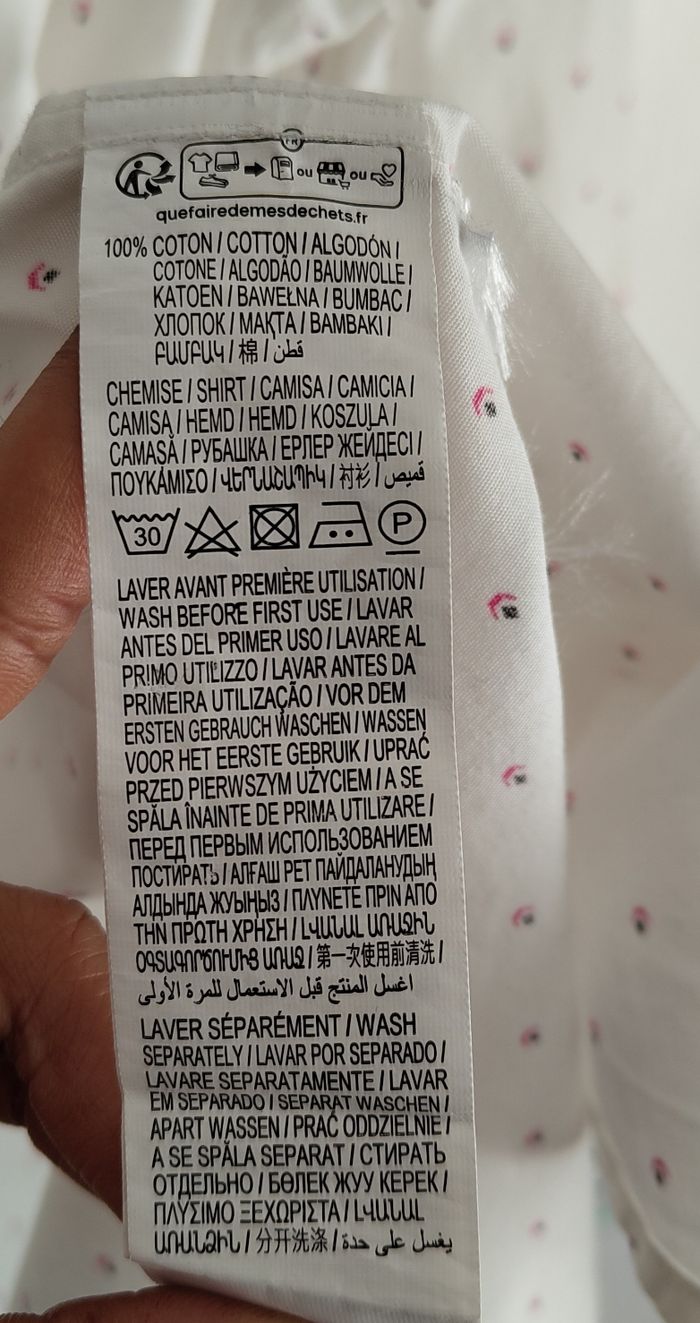 FR
ou ou
quefairedemesdechets.fr
100% COTON / COTTON / ALGODÓN /
COTONE / ALGODÃO / BAUMWOLLE /
KATOEN / BAWEŁNA / BUMBAC /
ХЛОПОК / МАҚТА / ΒΑΜΒΑΚΙ /
ԲԱՄԲԱԿ / 棉 / قطن
CHEMISE / SHIRT / CAMISA / CAMICIA /
CAMISA / HEMD / HEMD / KOSZULA /
CAMASĂ / РУБАШКА / ЕРЛЕР ЖЕЙДЕСІ /
ΠΟΥΚΑΜΙΣΟ / ՎԵՐՆԱՇԱՊԻԿ / 衬衫 / قميص
30 P
LAVER AVANT PREMIÈRE UTILISATION /
WASH BEFORE FIRST USE / LAVAR
ANTES DEL PRIMER USO / LAVARE AL
PRIMO UTILIZZO / LAVAR ANTES DA
PRIMEIRA UTILIZAÇÃO / VOR DEM
ERSTEN GEBRAUCH WASCHEN / WASSEN
VOOR HET EERSTE GEBRUIK / UPRAĆ
PRZED PIERWSZYM UŻYCIEM / A SE
SPĂLA ÎNAINTE DE PRIMA UTILIZARE /
ПЕРЕД ПЕРВЫМ ИСПОЛЬЗОВАНИЕМ
ПОСТИРАТЬ / АЛҒАШ РЕТ ПАЙДАЛАНУДЫҢ
АЛДЫНДА ЖУЫҢЫЗ / ΠΛΥΝΕΤΕ ΠΡΙΝ ΑΠΟ
ΤΗΝ ΠΡΩΤΗ ΧΡΗΣΗ / ԼՎԱՆԱԼ ԱՌԱՋԻՆ
ՕԳՏԱԳՈՐԾՈՒՄԻՑ ԱՌԱՋ / 第一次使用前清洗 /
اغسل المنتج قبل الاستعمال للمرة الأولى
LAVER SÉPARÉMENT / WASH
SEPARATELY / LAVAR POR SEPARADO /
LAVARE SEPARATAMENTE / LAVAR
EM SEPARADO / SEPARAT WASCHEN /
APART WASSEN / PRAĆ ODDZIELNIE /
A SE SPĂLA SEPARAT / СТИРАТЬ
ОТДЕЛЬНО / БӨЛЕК ЖУУ КЕРЕК /
ΠΛΥΣΙΜΟ ΞΕΧΩΡΙΣΤΑ / ԼՎԱՆԱԼ
ԱՌԱՆՁԻՆ / 分开洗涤 / يغسل على حدة